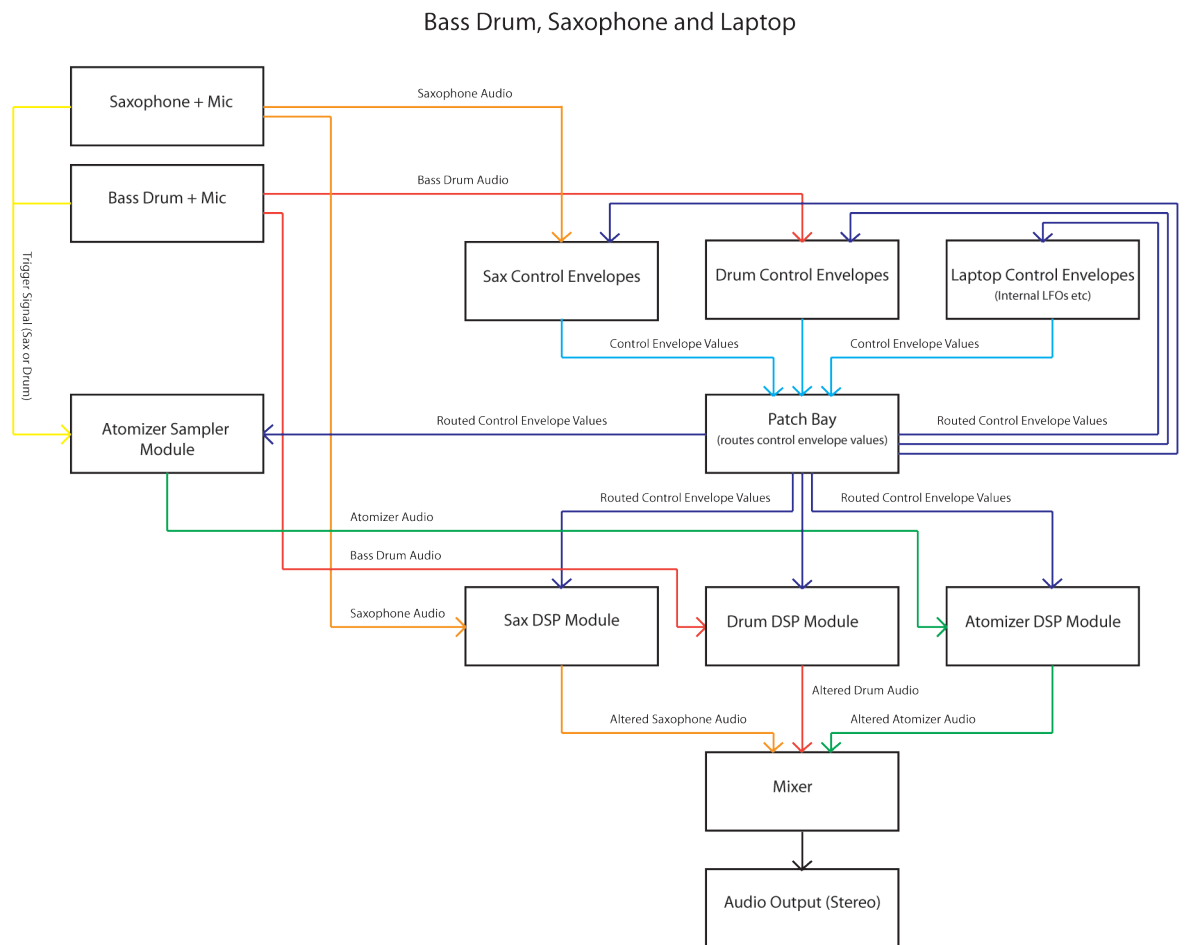 Bass Drum, Saxophone and Laptop
Saxophone + Mic
Saxophone Audio
Bass Drum + Mic
Bass Drum Audio
Trigger Signal (Sax or Drum)
Sax Control Envelopes
Drum Control Envelopes
Laptop Control Envelopes
(Internal LFOs etc)
Control Envelope Values
Control Envelope Values
Atomizer Sampler
Module
Routed Control Envelope Values
Patch Bay
(routes control envelope values)
Routed Control Envelope Values
Routed Control Envelope Values
Routed Control Envelope Values
Atomizer Audio
Bass Drum Audio
Saxophone Audio
Sax DSP Module
Drum DSP Module
Atomizer DSP Module
Altered Drum Audio
Altered Saxophone Audio
Altered Atomizer Audio
Mixer
Audio Output (Stereo)